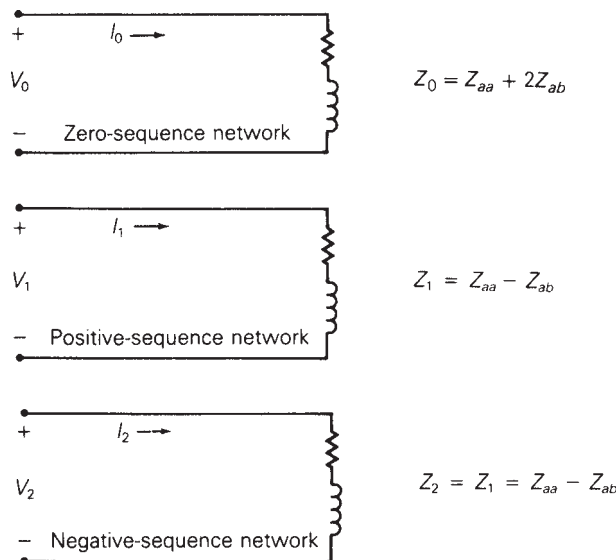 + I₀ →
V₀ Z₀ = Zaa + 2Zab
− Zero-sequence network
+ I₁ →
V₁ Z₁ = Zaa − Zab
− Positive-sequence network
+ I₂ →
V₂ Z₂ = Z₁ = Zaa − Zab
− Negative-sequence network